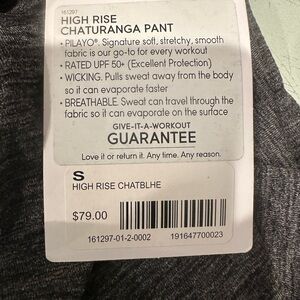 161297
HIGH RISE
CHATURANGA PANT
• PILAYO®. Signature soft, stretchy, smooth
fabric is our go-to for every workout
• RATED UPF 50+ (Excellent Protection)
• WICKING. Pulls sweat away from the body
so it can evaporate faster
• BREATHABLE. Sweat can travel through the
fabric so it can evaporate on the surface
GIVE-IT-A-WORKOUT
GUARANTEE
Love it or return it. Any time. Any reason.
S
HIGH RISE CHATBLHE
$79.00
161297-01-2-0002 191647700023